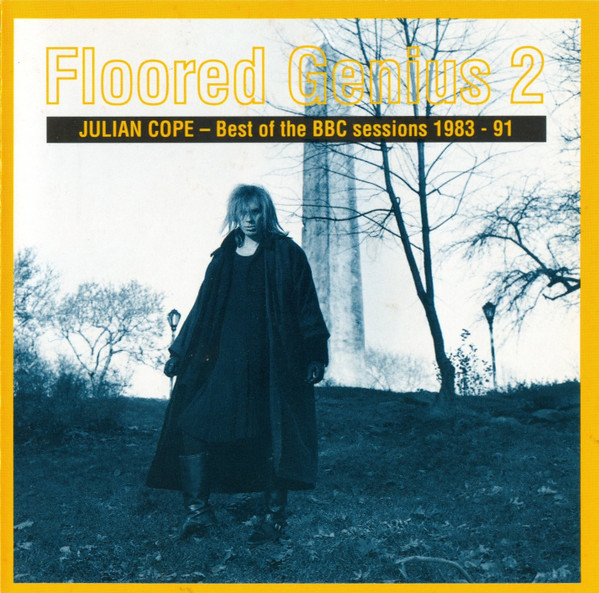 Floored Genius 2
JULIAN COPE – Best of the BBC sessions 1983 - 91